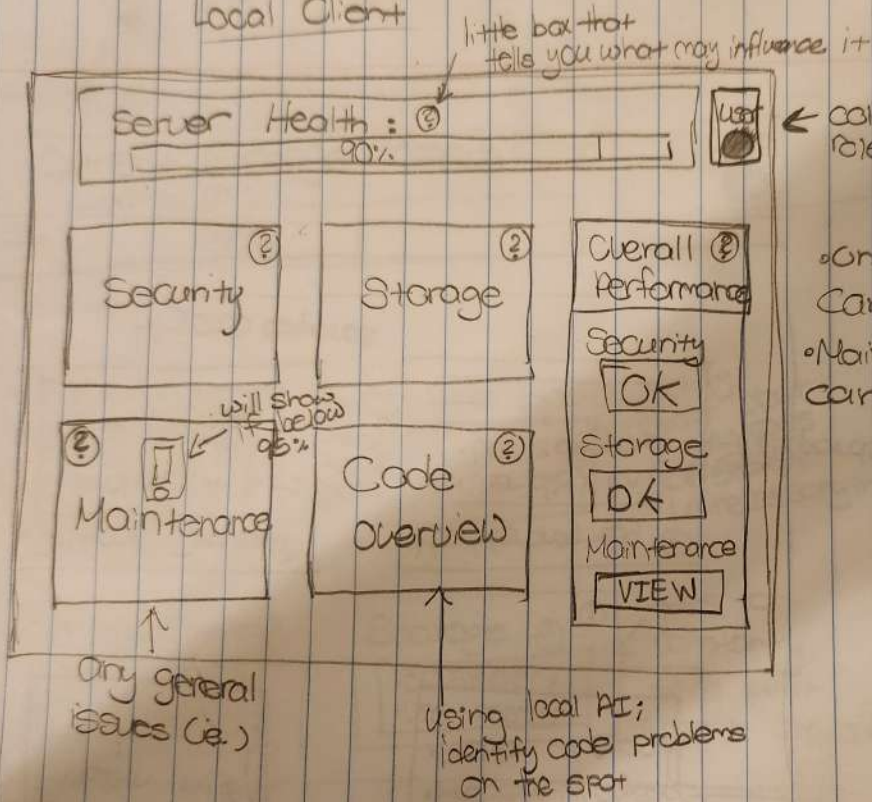 Local Client
little box that
tells you what may influence it
Server Health : ?
90%
user
←
role
Security ?
Storage ?
Overall ?
Performance
Security
OK
Storage
OK
Maintenance
VIEW
will show
if below
95%
? !
Maintenance
Code ?
overview
any general
issues (ie.)
using local AI;
identify code problems
on the spot